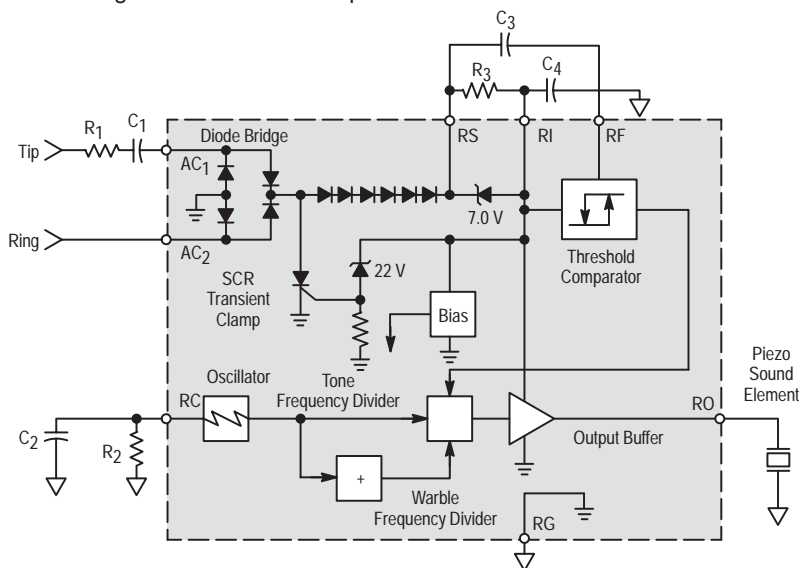 C3
R3
C4
R1
C1
Diode Bridge
RS
RI
RF
Tip
AC1
7.0 V
Ring
AC2
SCR
Transient
Clamp
22 V
Threshold
Comparator
Bias
Piezo
Sound
Element
Oscillator
Tone
Frequency Divider
RC
RO
C2
R2
Output Buffer
+
Warble
Frequency Divider
RG